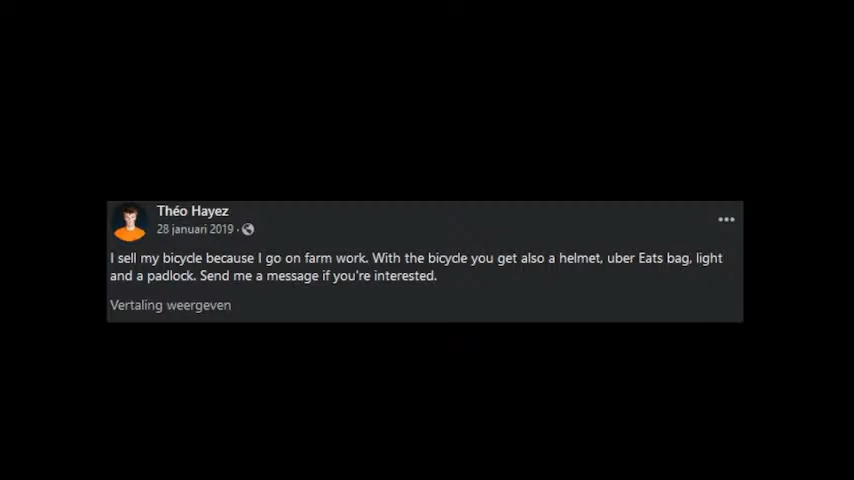 Théo Hayez
28 januari 2019 ·
I sell my bicycle because I go on farm work. With the bicycle you get also a helmet, uber Eats bag, light
and a padlock. Send me a message if you're interested.
Vertaling weergeven